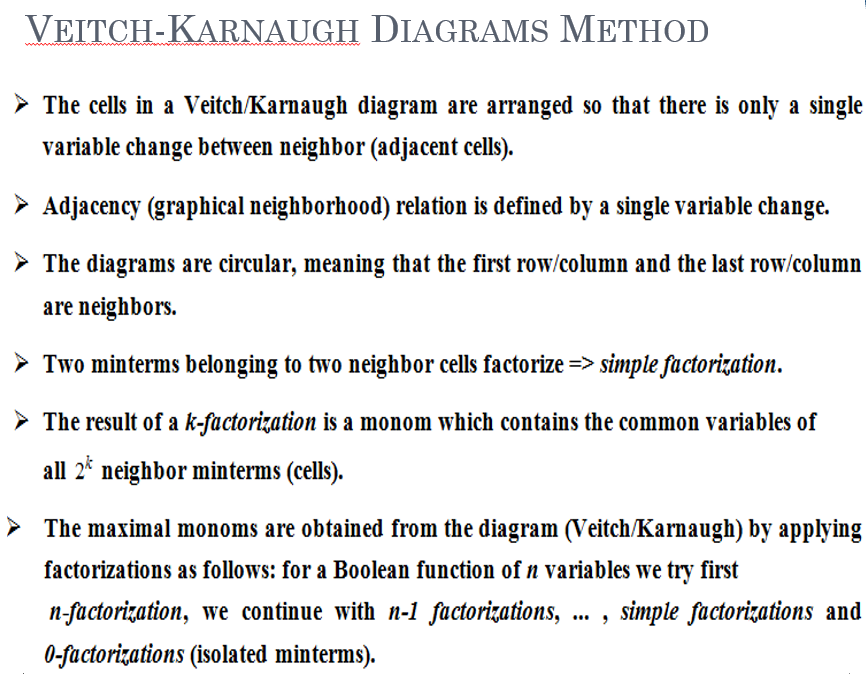 VEITCH-KARNAUGH DIAGRAMS METHOD
➢ The cells in a Veitch/Karnaugh diagram are arranged so that there is only a single
variable change between neighbor (adjacent cells).
➢ Adjacency (graphical neighborhood) relation is defined by a single variable change.
➢ The diagrams are circular, meaning that the first row/column and the last row/column
are neighbors.
➢ Two minterms belonging to two neighbor cells factorize => simple factorization.
➢ The result of a k-factorization is a monom which contains the common variables of
all 2^k neighbor minterms (cells).
➢ The maximal monoms are obtained from the diagram (Veitch/Karnaugh) by applying
factorizations as follows: for a Boolean function of n variables we try first
n-factorization, we continue with n-1 factorizations, ... , simple factorizations and
0-factorizations (isolated minterms).